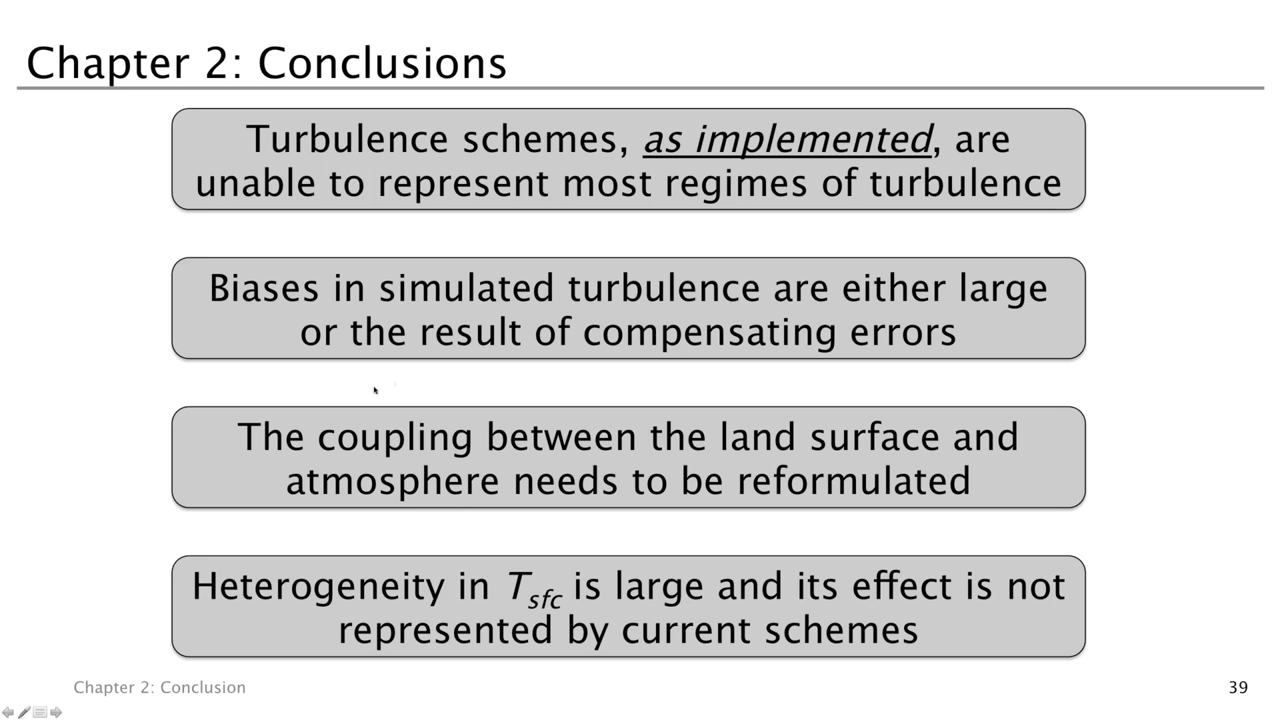 Chapter 2: Conclusions
Turbulence schemes, as implemented, are
unable to represent most regimes of turbulence
Biases in simulated turbulence are either large
or the result of compensating errors
The coupling between the land surface and
atmosphere needs to be reformulated
Heterogeneity in Tsfc is large and its effect is not
represented by current schemes
Chapter 2: Conclusion
39